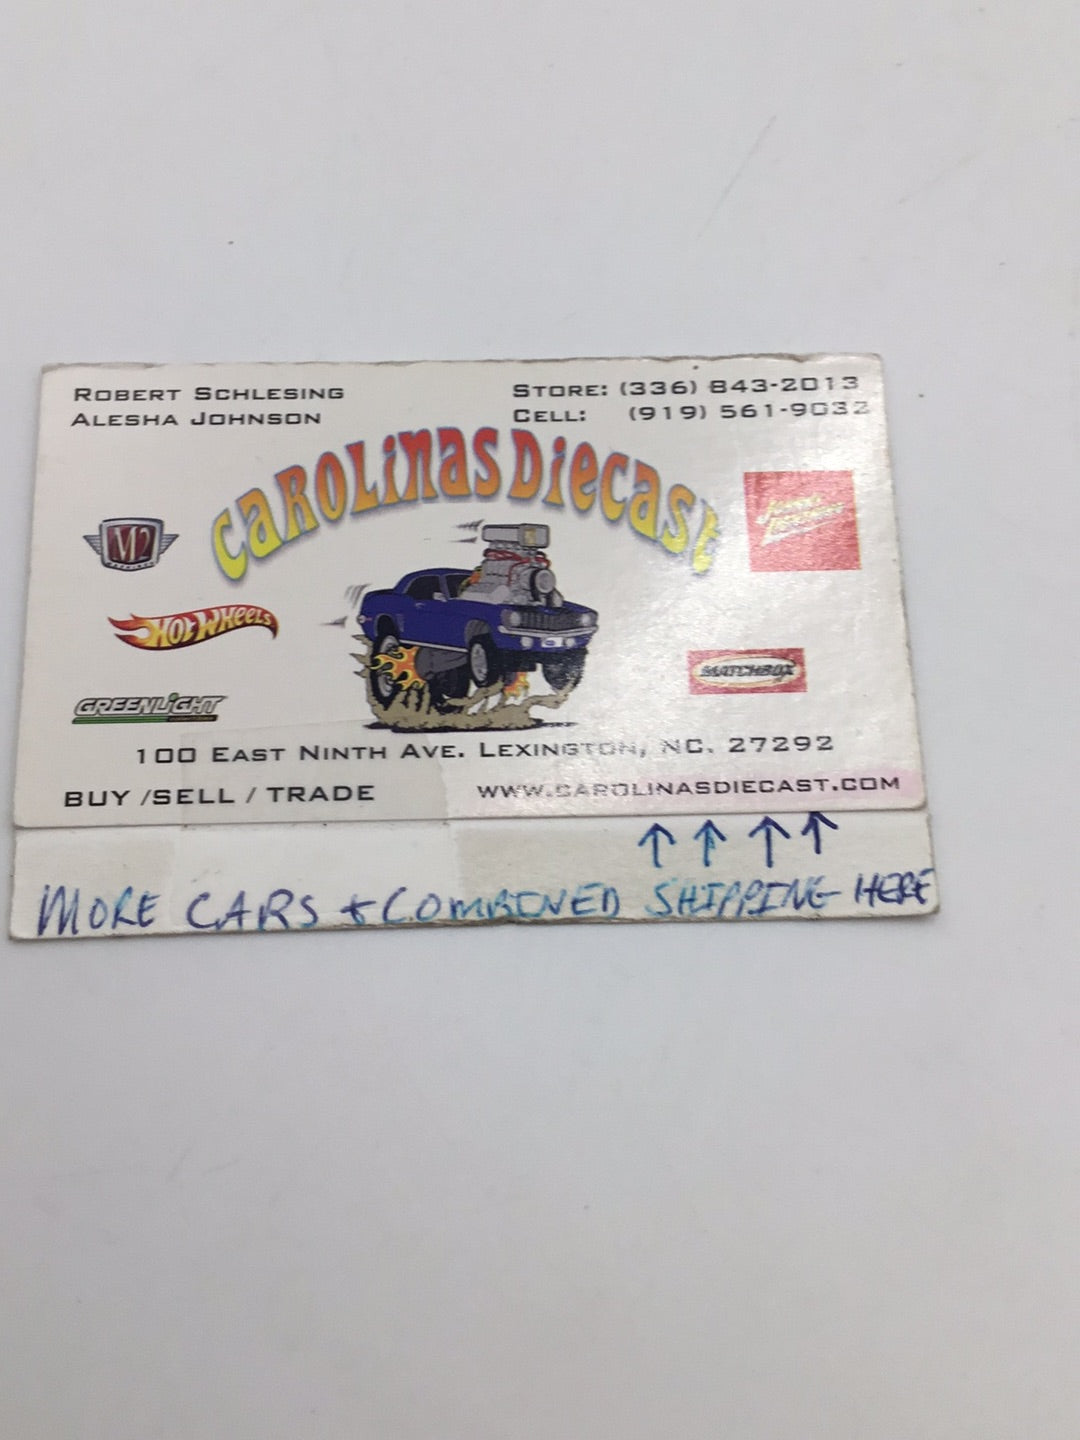 ROBERT SCHLESING
ALESHA JOHNSON
STORE: (336) 843-2013
CELL: (919) 561-9032
CAROLINAS DIECAST
M2
HOT WHEELS
GREENLIGHT
MATCHBOX
100 EAST NINTH AVE. LEXINGTON, NC. 27292
BUY /SELL / TRADE
WWW.CAROLINASDIECAST.COM
↑ ↑ ↑ ↑
MORE CARS & COMBINED SHIPPING HERE